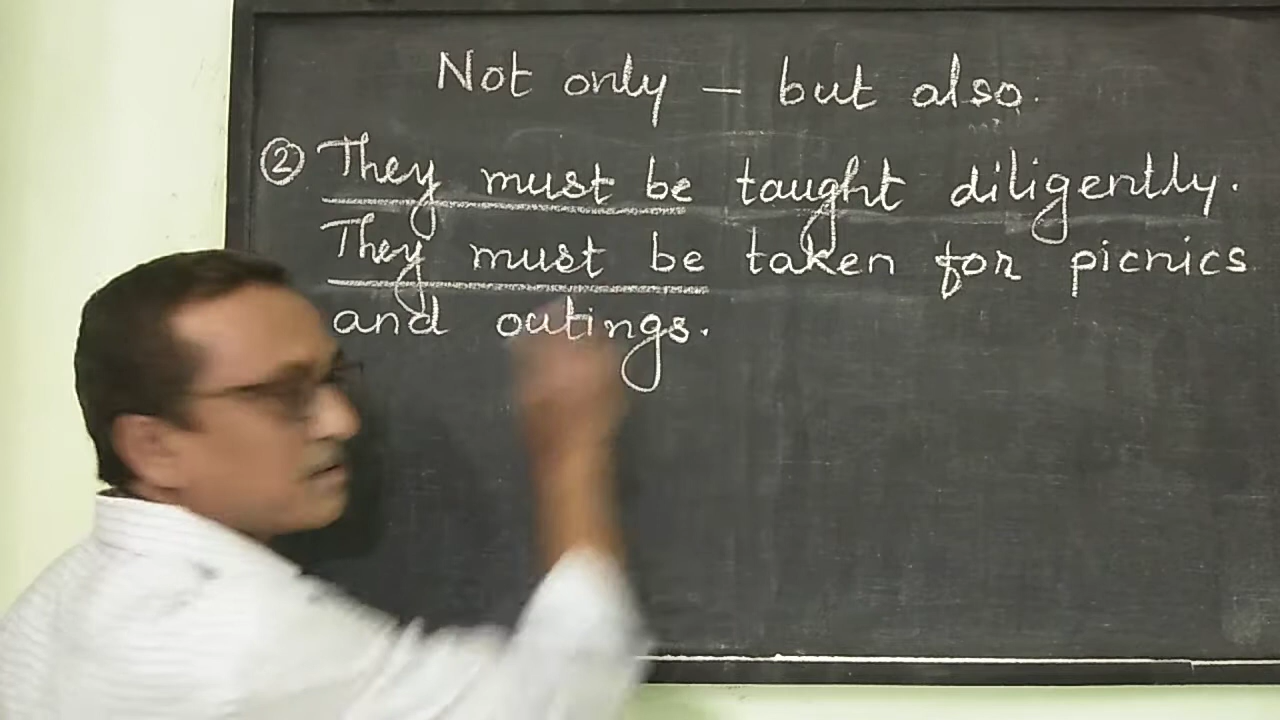 Not only – but also.
② They must be taught diligently.
They must be taken for picnics
and outings.